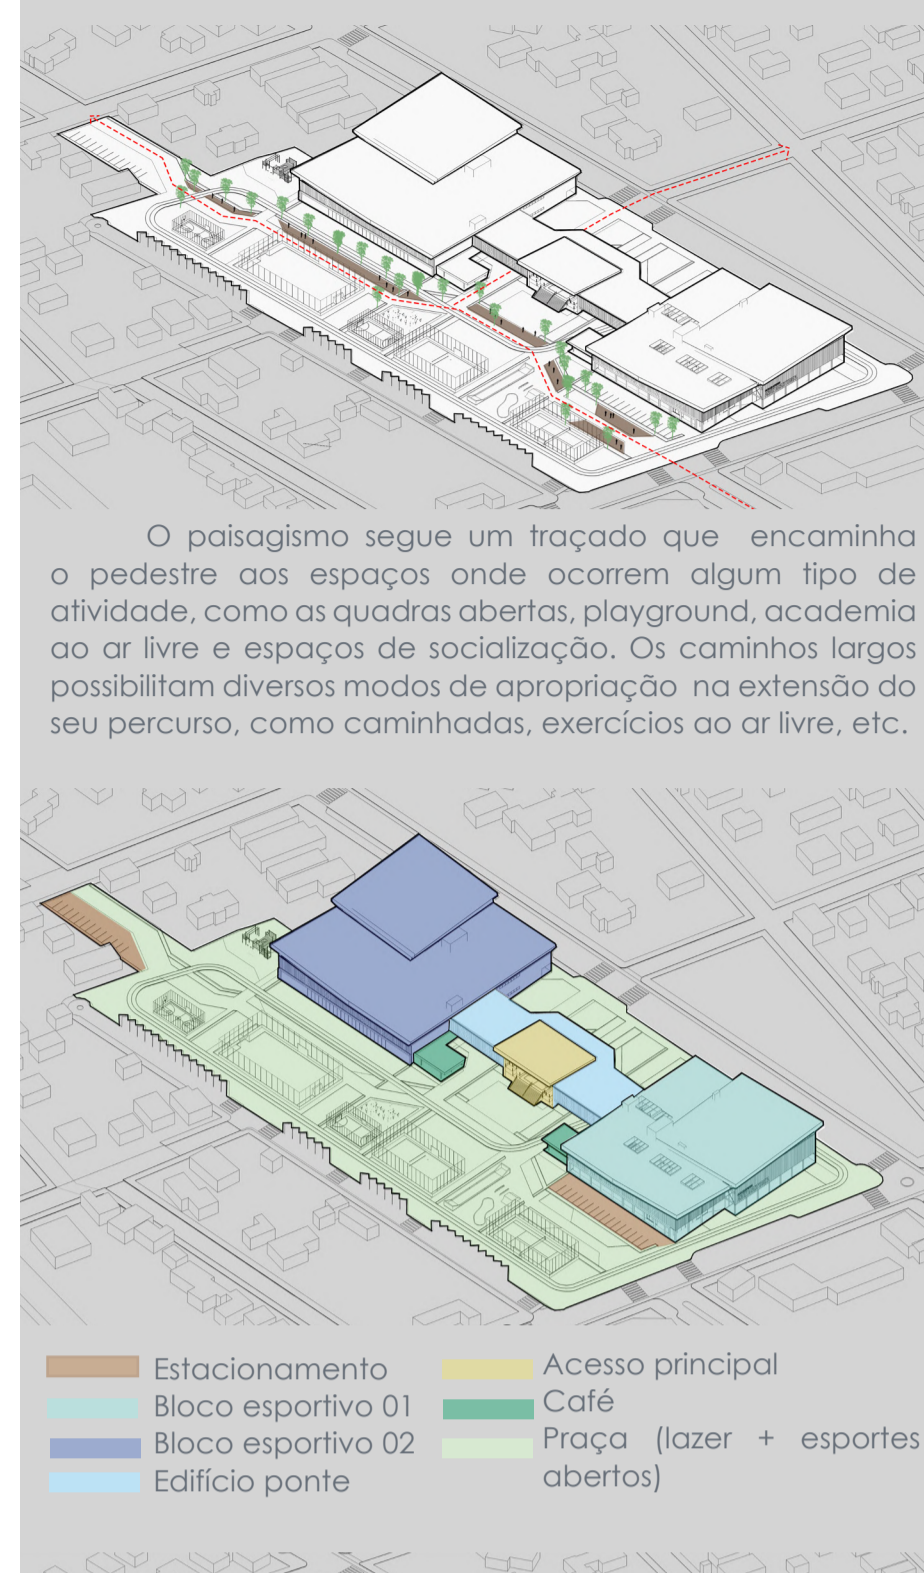 O paisagismo segue um traçado que encaminha
o pedestre aos espaços onde ocorrem algum tipo de
atividade, como as quadras abertas, playground, academia
ao ar livre e espaços de socialização. Os caminhos largos
possibilitam diversos modos de apropriação na extensão do
seu percurso, como caminhadas, exercícios ao ar livre, etc.
Estacionamento
Bloco esportivo 01
Bloco esportivo 02
Edifício ponte
Acesso principal
Café
Praça (lazer + esportes
abertos)